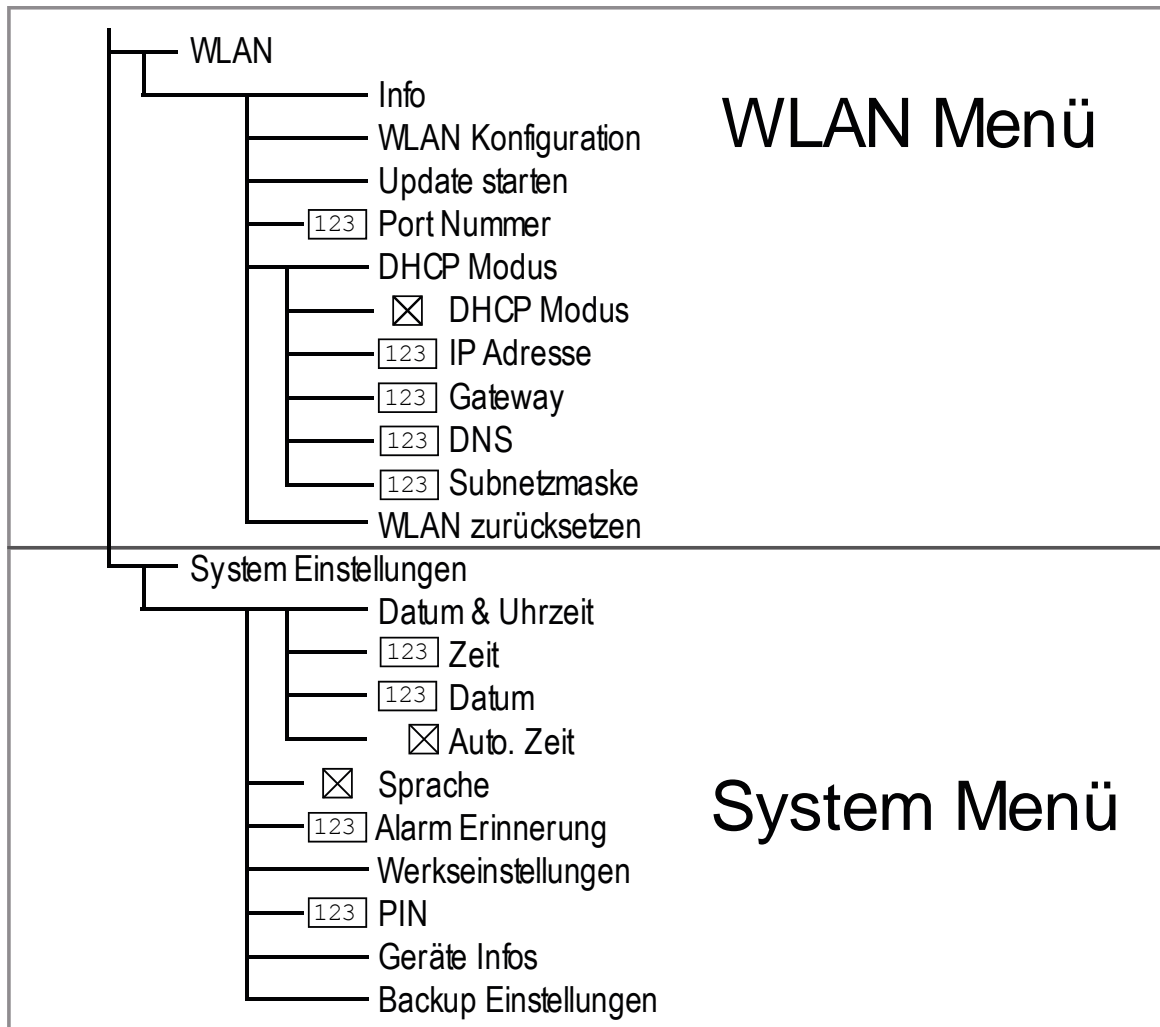 WLAN
Info
WLAN Menü
WLAN Konfiguration
Update starten
123 Port Nummer
DHCP Modus
DHCP Modus
123 IP Adresse
123 Gateway
123 DNS
123 Subnetzmaske
WLAN zurücksetzen
System Einstellungen
Datum & Uhrzeit
123 Zeit
123 Datum
Auto. Zeit
Sprache
System Menü
123 Alarm Erinnerung
Werkseinstellungen
123 PIN
Geräte Infos
Backup Einstellungen